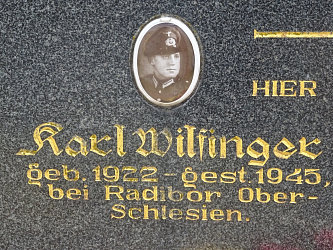 HIER
Karl Wilfinger
geb. 1922 - gest 1945,
bei Radibor Ober-
Schlesien.